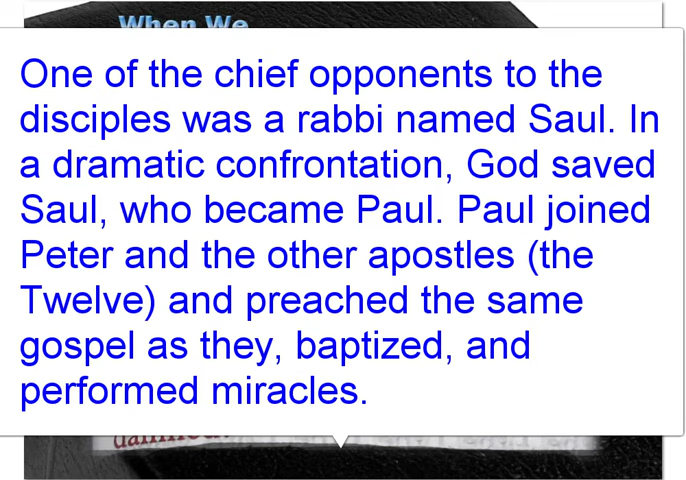 When We
One of the chief opponents to the
disciples was a rabbi named Saul. In
a dramatic confrontation, God saved
Saul, who became Paul. Paul joined
Peter and the other apostles (the
Twelve) and preached the same
gospel as they, baptized, and
performed miracles.